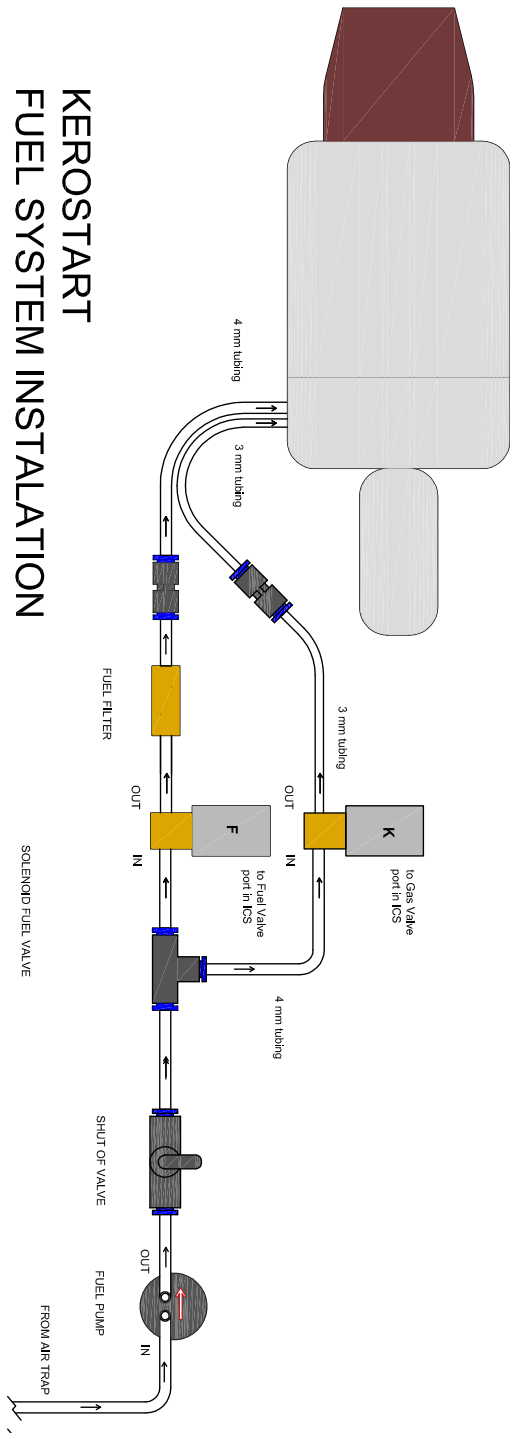 KEROSTART
FUEL SYSTEM INSTALATION
4 mm tubing
3 mm tubing
3 mm tubing
FUEL FILTER
OUT
IN
F
to Fuel Valve
port in ICS
OUT
IN
K
to Gas Valve
port in ICS
SOLENOID FUEL VALVE
4 mm tubing
SHUT OF VALVE
OUT
FUEL PUMP
IN
FROM AIR TRAP